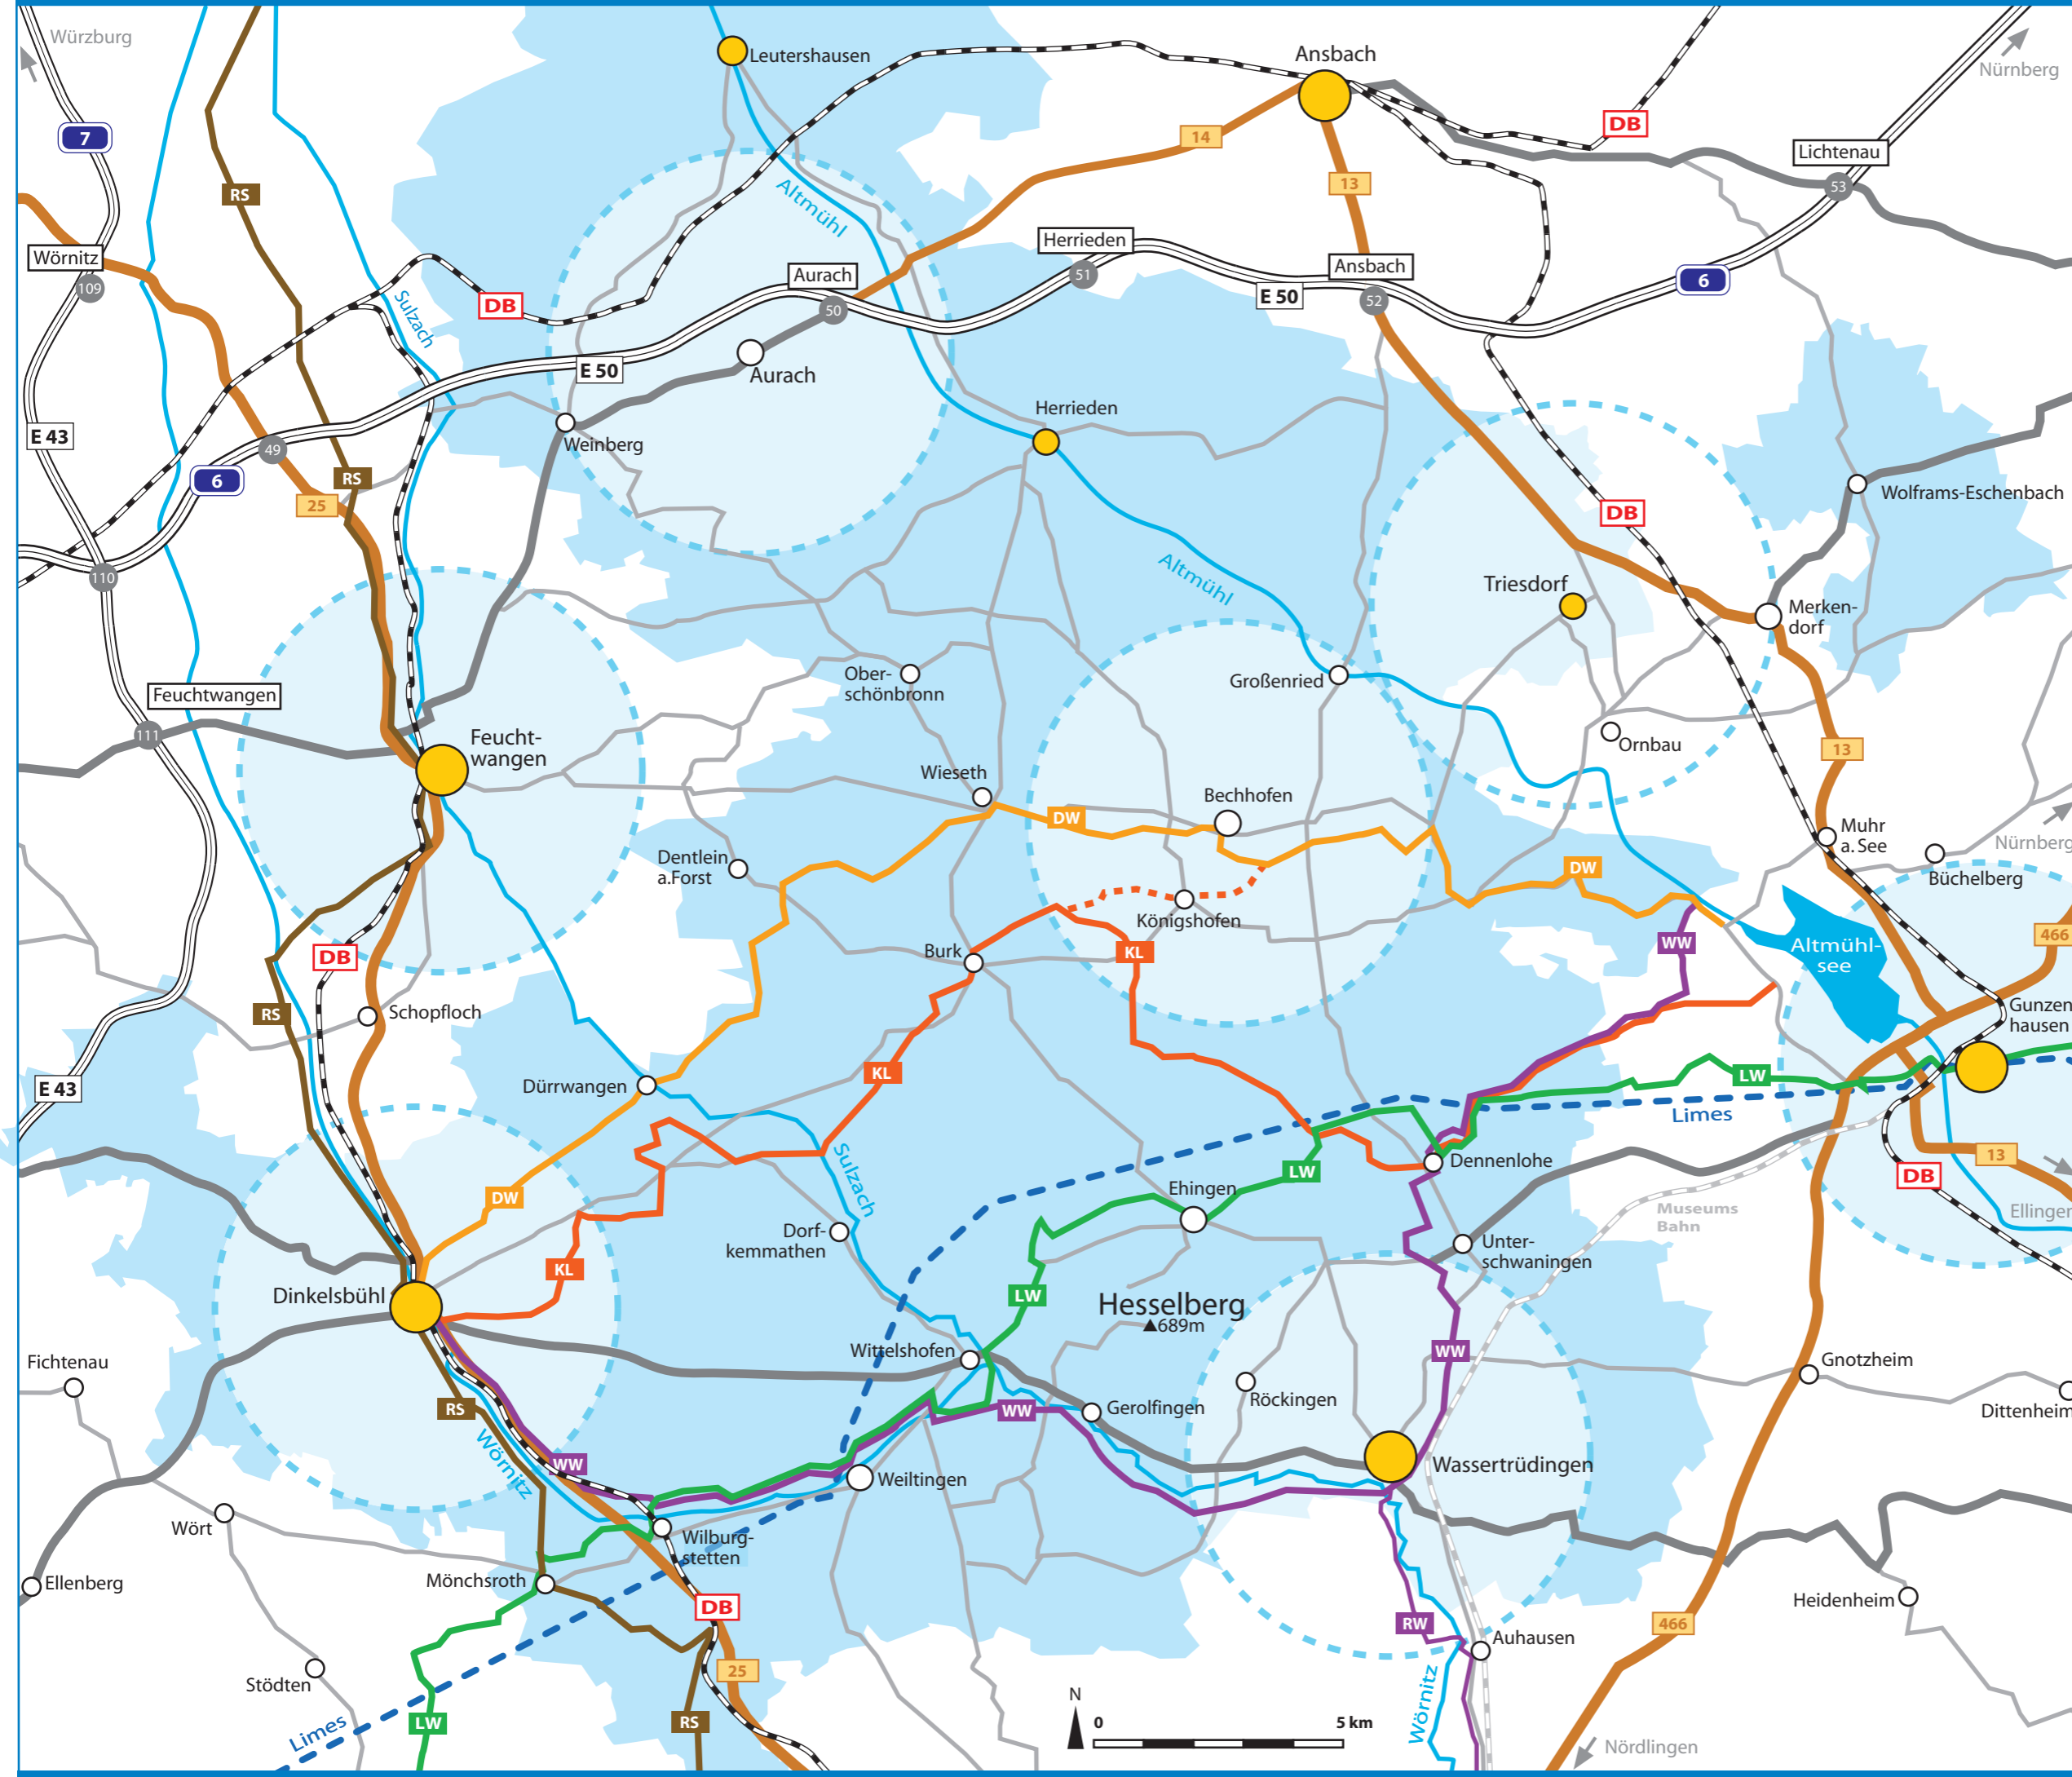 Würzburg
Leutershausen
Ansbach
Nürnberg
7
14
DB
Lichtenau
53
13
RS
Altmühl
Wörnitz
109
Sulzach
DB
Aurach
50
Herrieden
51
Ansbach
52
E 50
6
E 50
Aurach
E 43
49
6
25
RS
Weinberg
Herrieden
Wolframs-Eschenbach
DB
110
Altmühl
Triesdorf
Merken-
dorf
Feuchtwangen
111
Ober-
schönbronn
Großenried
Ornbau
13
Feucht-
wangen
Wieseth
Bechhofen
DW
Muhr
a. See
Nürnberg
Büchelberg
Dentlein
a.Forst
DW
Königshofen
466
Altmühl-
see
WW
Burk
KL
DB
RS
Schopfloch
Gunzen
hausen
E 43
Dürrwangen
KL
LW
Limes
Sulzach
LW
Dennenlohe
13
DB
Ellingen
DW
Ehingen
Museums
Bahn
Dorf-
kemmathen
Unter-
schwaningen
KL
LW
Dinkelsbühl
Hesselberg
689m
Wittelshofen
WW
Fichtenau
Gnotzheim
Röckingen
Dittenheim
RS
WW
Gerolfingen
Wörnitz
WW
Weiltingen
Wassertrüdingen
Wört
Wilburg-
stetten
Mönchsroth
Ellenberg
DB
RW
Auhausen
466
Heidenheim
25
Stödten
Limes
LW
RS
N
0
5 km
Wörnitz
Nördlingen